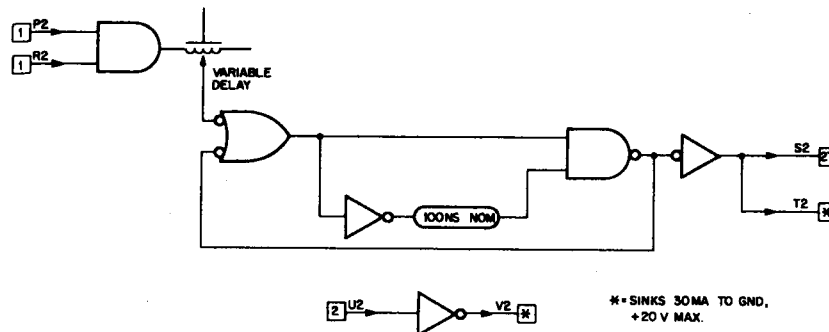 P2
1
R2
1
VARIABLE
DELAY
S2
2
100NS NOM
T2
*
2
U2
V2
*
*= SINKS 30MA TO GND,
+20 V MAX.